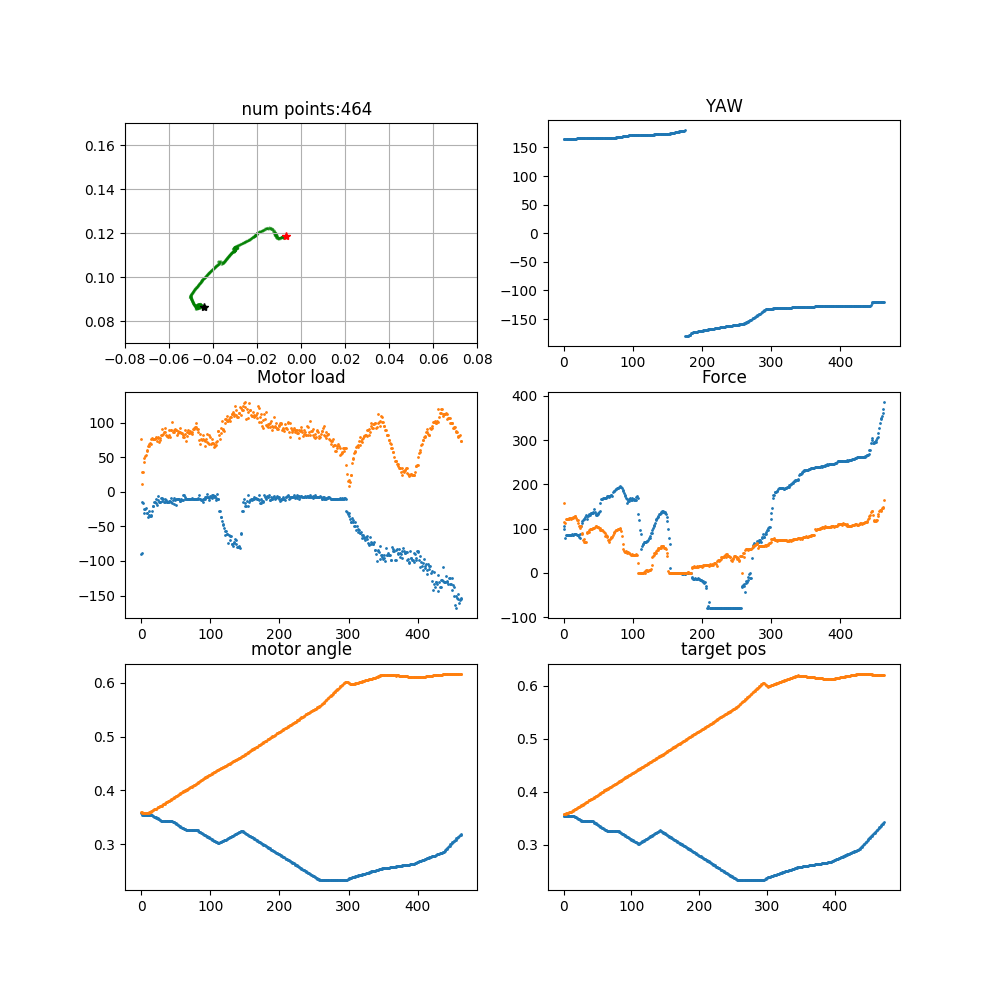 num points:464
0.16
0.14
0.12
0.10
0.08
−0.08 −0.06 −0.04 −0.02 0.00 0.02 0.04 0.06 0.08
YAW
150
100
50
0
−50
−100
−150
0 100 200 300 400
Motor load
100
50
0
−50
−100
−150
0 100 200 300 400
Force
400
300
200
100
0
−100
0 100 200 300 400
motor angle
0.6
0.5
0.4
0.3
0 100 200 300 400
target pos
0.6
0.5
0.4
0.3
0 100 200 300 400